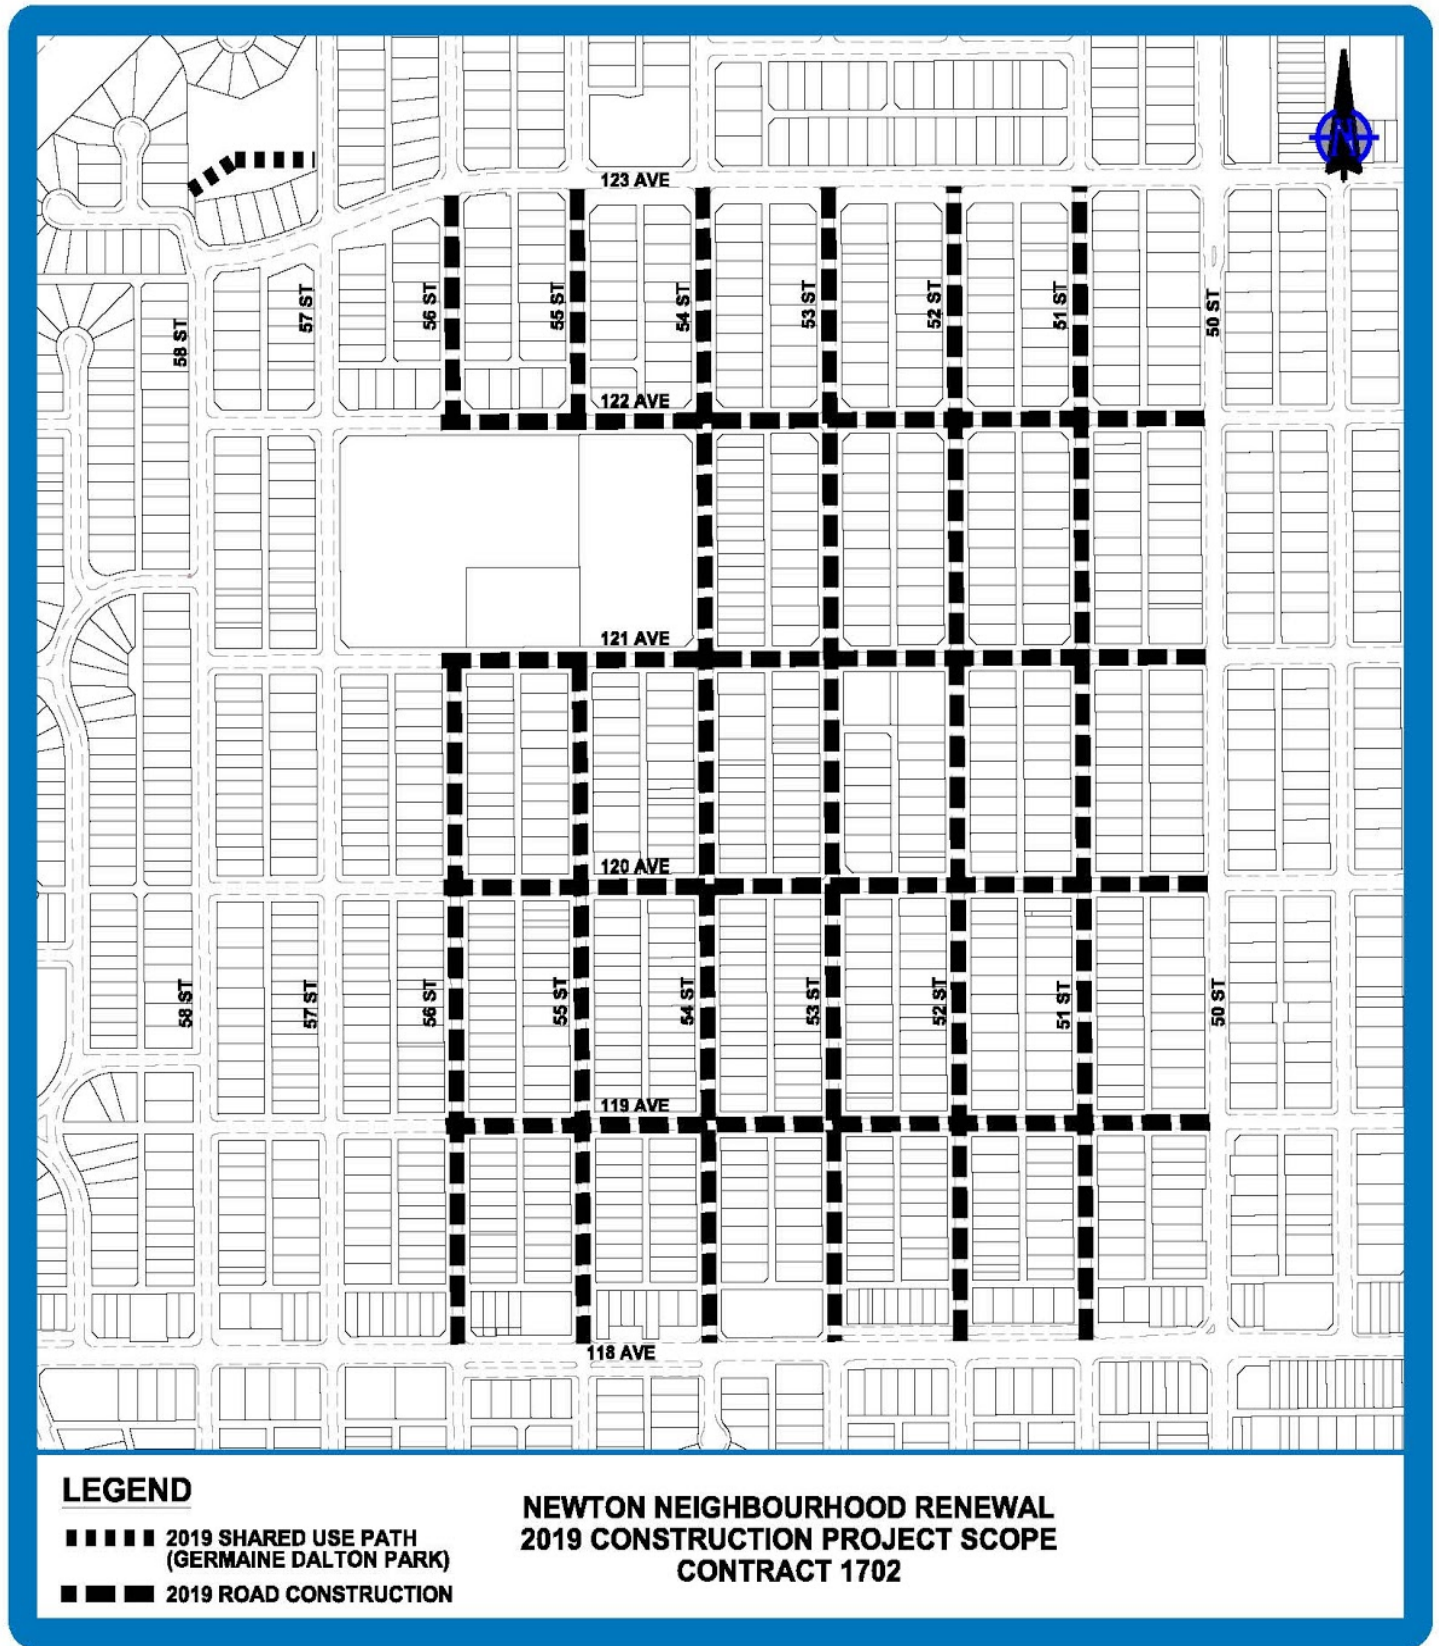 N
123 AVE
58 ST
57 ST
56 ST
55 ST
54 ST
53 ST
52 ST
51 ST
50 ST
122 AVE
121 AVE
120 AVE
58 ST
57 ST
56 ST
55 ST
54 ST
53 ST
52 ST
51 ST
50 ST
119 AVE
118 AVE
LEGEND
2019 SHARED USE PATH
(GERMAINE DALTON PARK)
2019 ROAD CONSTRUCTION
NEWTON NEIGHBOURHOOD RENEWAL
2019 CONSTRUCTION PROJECT SCOPE
CONTRACT 1702